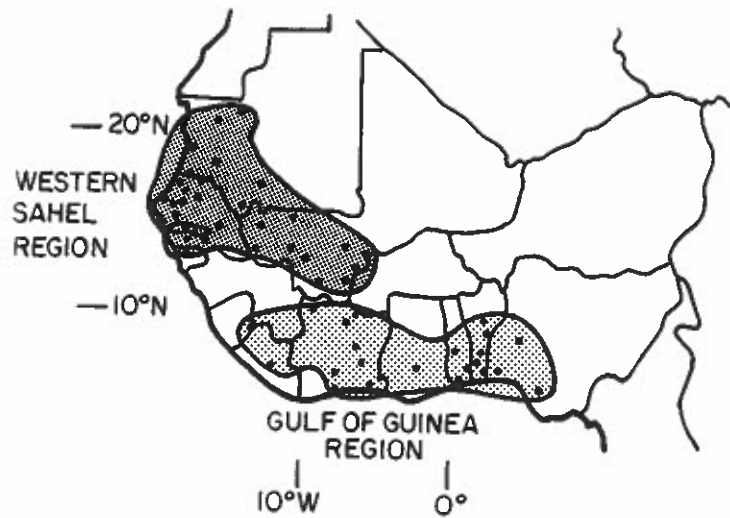 20°N
WESTERN
SAHEL
REGION
10°N
GULF OF GUINEA
REGION
10°W
0°